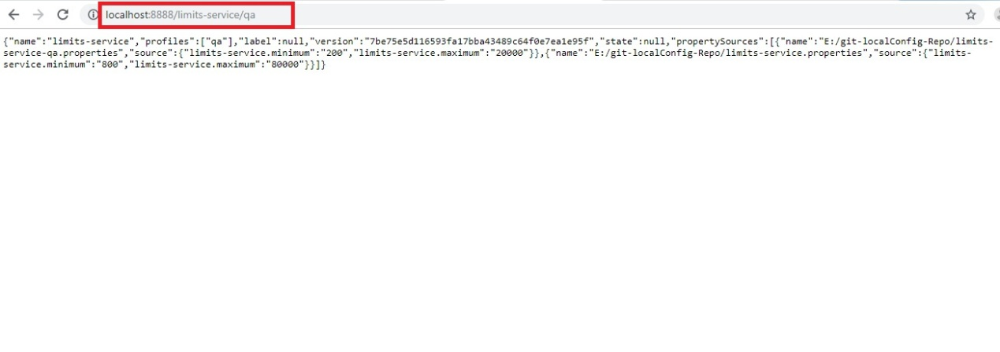 localhost:8888/limits-service/qa
{"name":"limits-service","profiles":["qa"],"label":null,"version":"7be75e5d116593fa17bba43489c64f0e7ea1e95f","state":null,"propertySources":[{"name":"E:/git-localConfig-Repo/limits-
service-qa.properties","source":{"limits-service.minimum":"200","limits-service.maximum":"20000"}},{"name":"E:/git-localConfig-Repo/limits-service.properties","source":{"limits-
service.minimum":"800","limits-service.maximum":"80000"}}]}